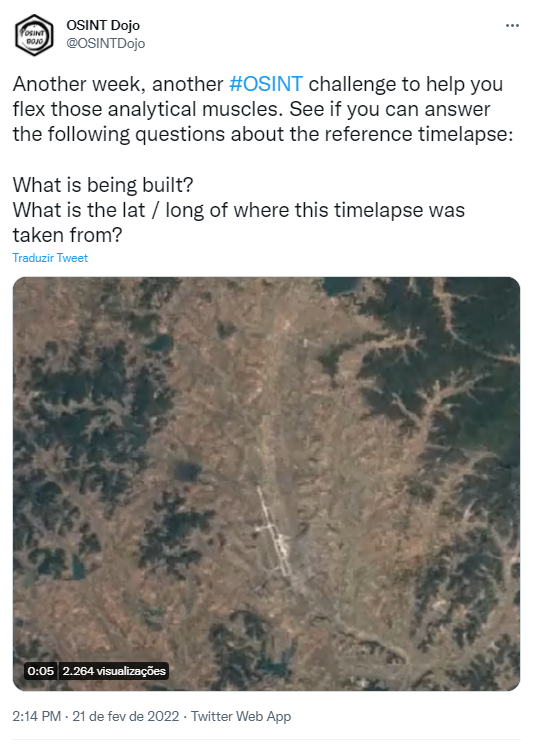 OSINT
DOJO
OSINT Dojo
@OSINTDojo
Another week, another #OSINT challenge to help you
flex those analytical muscles. See if you can answer
the following questions about the reference timelapse:
What is being built?
What is the lat / long of where this timelapse was
taken from?
Traduzir Tweet
0:05 2.264 visualizações
2:14 PM · 21 de fev de 2022 · Twitter Web App